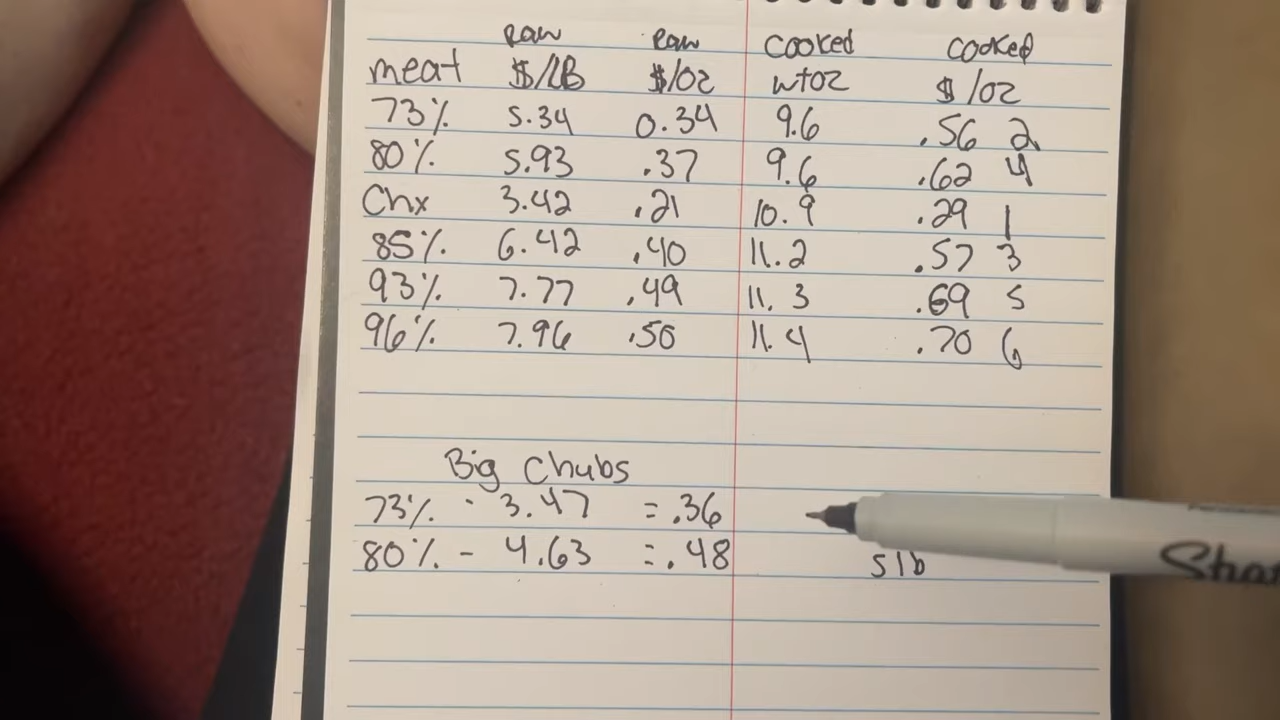 Raw Raw Cooked Cooked
meat $/LB $/OZ wtoz $/oz
73% 5.34 0.34 9.6 .56 2
80% 5.93 .37 9.6 .62 4
Chx 3.42 .21 10.9 .29 1
85% 6.42 .40 11.2 .57 3
93% 7.77 .49 11.3 .69 5
96% 7.96 .50 11.4 .70 6
Big Chubs
73% - 3.47 = .36
80% - 4.63 = .48 5lb